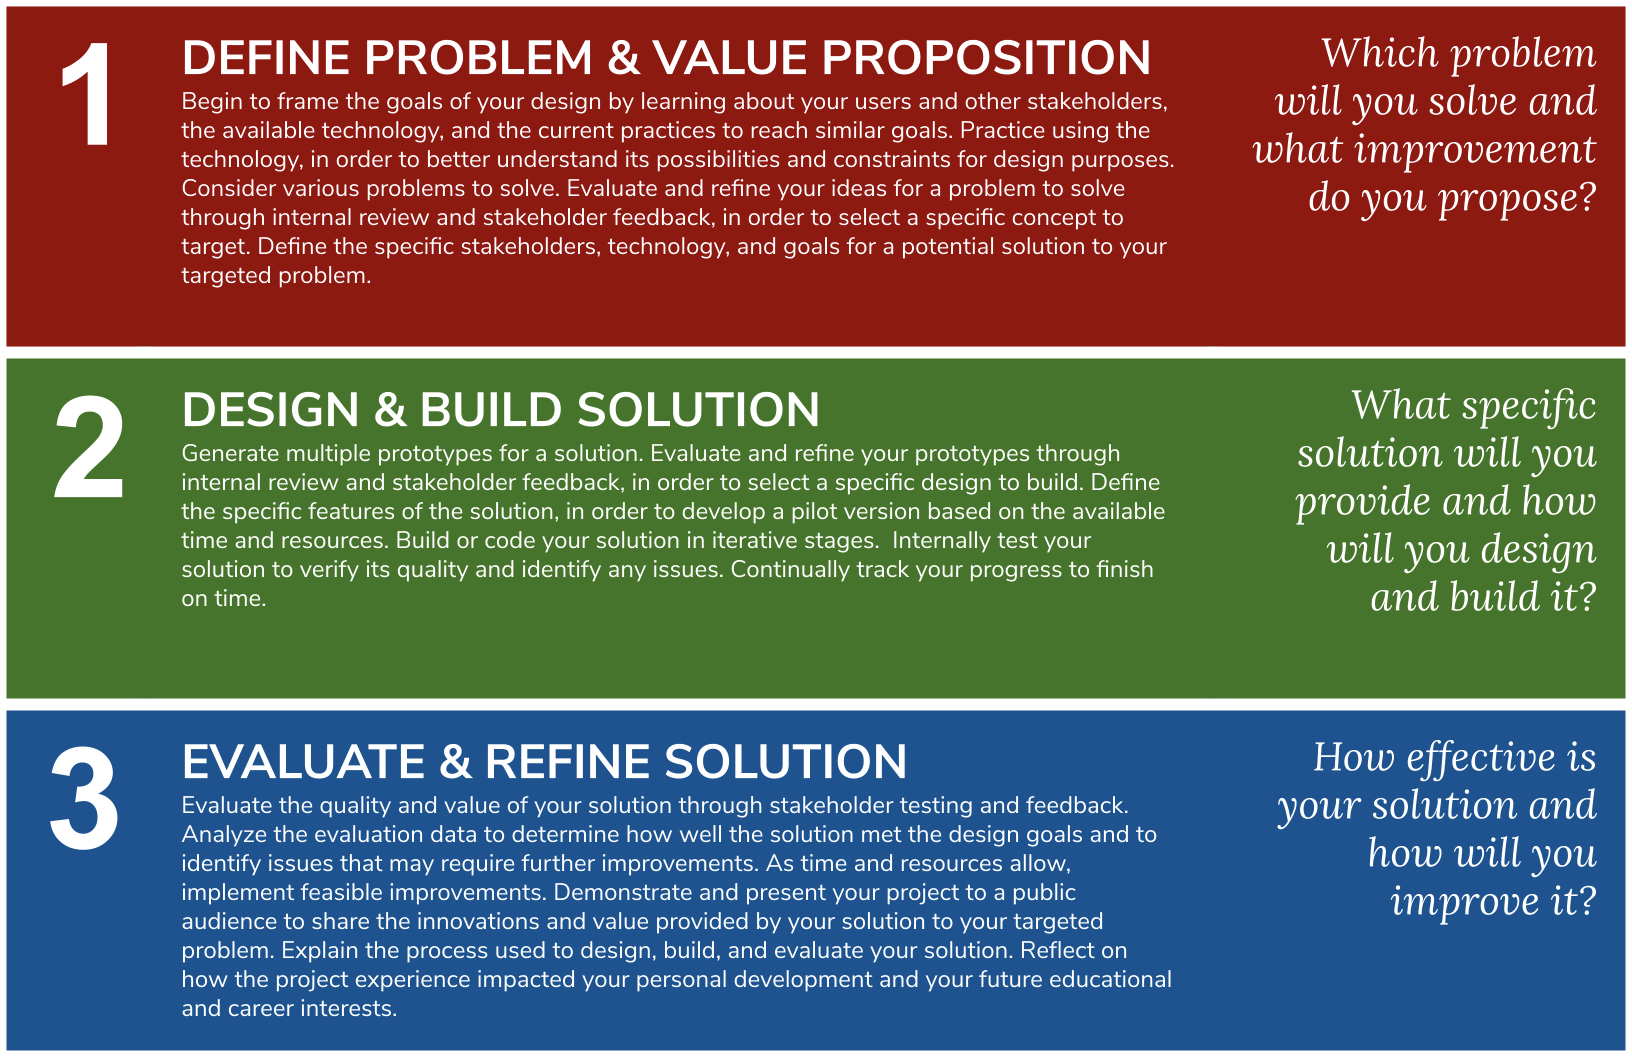 1
DEFINE PROBLEM & VALUE PROPOSITION
Begin to frame the goals of your design by learning about your users and other stakeholders,
the available technology, and the current practices to reach similar goals. Practice using the
technology, in order to better understand its possibilities and constraints for design purposes.
Consider various problems to solve. Evaluate and refine your ideas for a problem to solve
through internal review and stakeholder feedback, in order to select a specific concept to
target. Define the specific stakeholders, technology, and goals for a potential solution to your
targeted problem.
Which problem
will you solve and
what improvement
do you propose?
2
DESIGN & BUILD SOLUTION
Generate multiple prototypes for a solution. Evaluate and refine your prototypes through
internal review and stakeholder feedback, in order to select a specific design to build. Define
the specific features of the solution, in order to develop a pilot version based on the available
time and resources. Build or code your solution in iterative stages.  Internally test your
solution to verify its quality and identify any issues. Continually track your progress to finish
on time.
What specific
solution will you
provide and how
will you design
and build it?
3
EVALUATE & REFINE SOLUTION
Evaluate the quality and value of your solution through stakeholder testing and feedback.
Analyze the evaluation data to determine how well the solution met the design goals and to
identify issues that may require further improvements. As time and resources allow,
implement feasible improvements. Demonstrate and present your project to a public
audience to share the innovations and value provided by your solution to your targeted
problem. Explain the process used to design, build, and evaluate your solution. Reflect on
how the project experience impacted your personal development and your future educational
and career interests.
How effective is
your solution and
how will you
improve it?